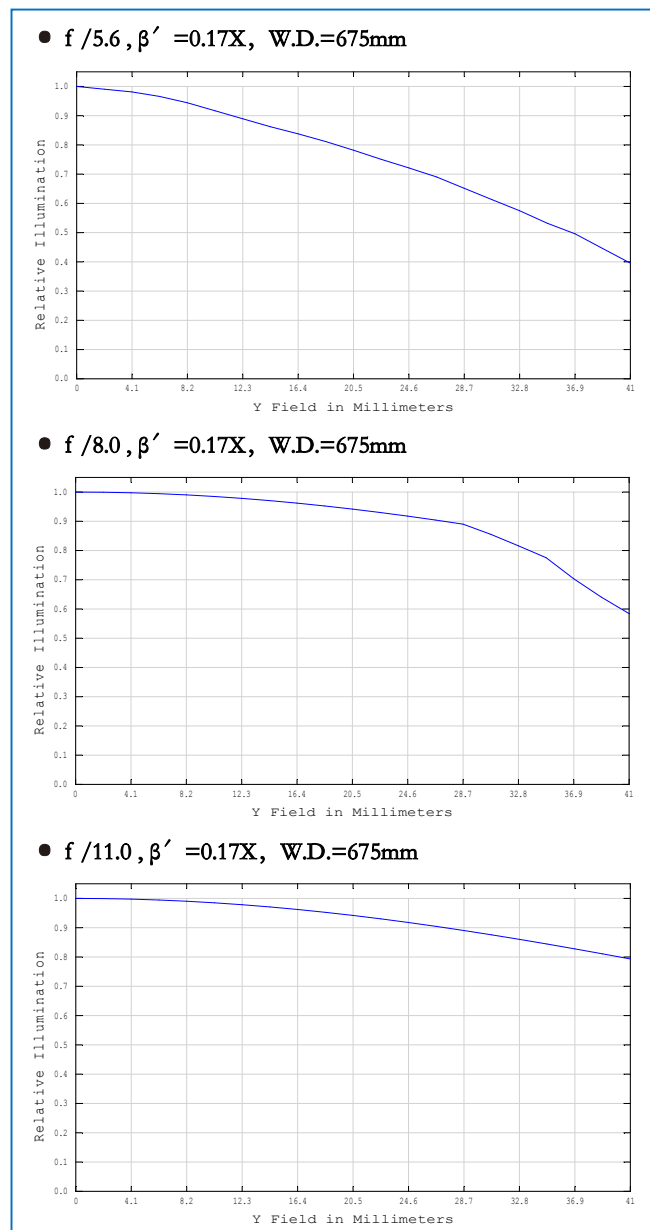 ● f /5.6 , β′ =0.17X, W.D.=675mm
Relative Illumination
1.0
0.9
0.8
0.7
0.6
0.5
0.4
0.3
0.2
0.1
0.0
0 4.1 8.2 12.3 16.4 20.5 24.6 28.7 32.8 36.9 41
Y Field in Millimeters
● f /8.0 , β′ =0.17X, W.D.=675mm
Relative Illumination
1.0
0.9
0.8
0.7
0.6
0.5
0.4
0.3
0.2
0.1
0.0
0 4.1 8.2 12.3 16.4 20.5 24.6 28.7 32.8 36.9 41
Y Field in Millimeters
● f /11.0 , β′ =0.17X, W.D.=675mm
Relative Illumination
1.0
0.9
0.8
0.7
0.6
0.5
0.4
0.3
0.2
0.1
0.0
0 4.1 8.2 12.3 16.4 20.5 24.6 28.7 32.8 36.9 41
Y Field in Millimeters